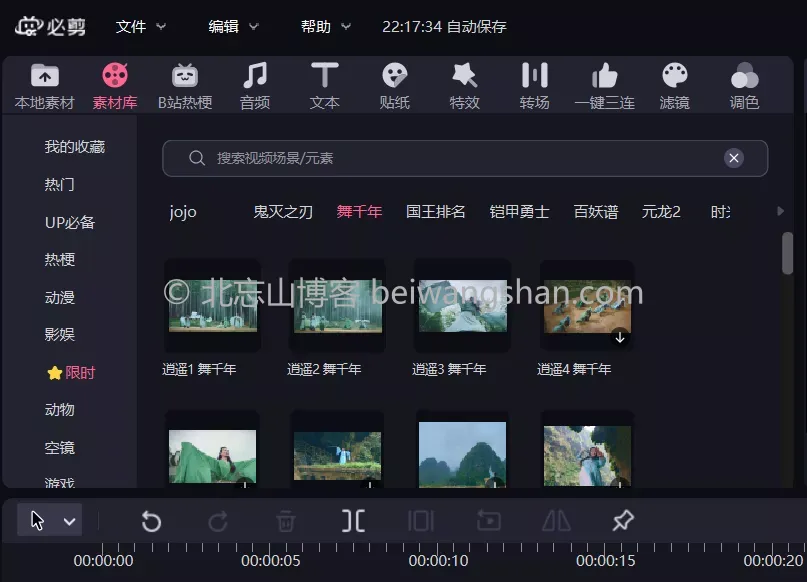 必剪 文件 编辑 帮助 22:17:34 自动保存
本地素材 素材库 B站热梗 音频 文本 贴纸 特效 转场 一键三连 滤镜 调色
我的收藏
热门
UP必备
热梗
动漫
影娱
限时
动物
空镜
游戏
搜索视频场景/元素
jojo 鬼灭之刃 舞千年 国王排名 铠甲勇士 百妖谱 元龙2 时光
© 北忘山博客 beiwangshan.com
逍遥1 舞千年 逍遥2 舞千年 逍遥3 舞千年 逍遥4 舞千年
00:00:00 00:00:05 00:00:10 00:00:15 00:00:20